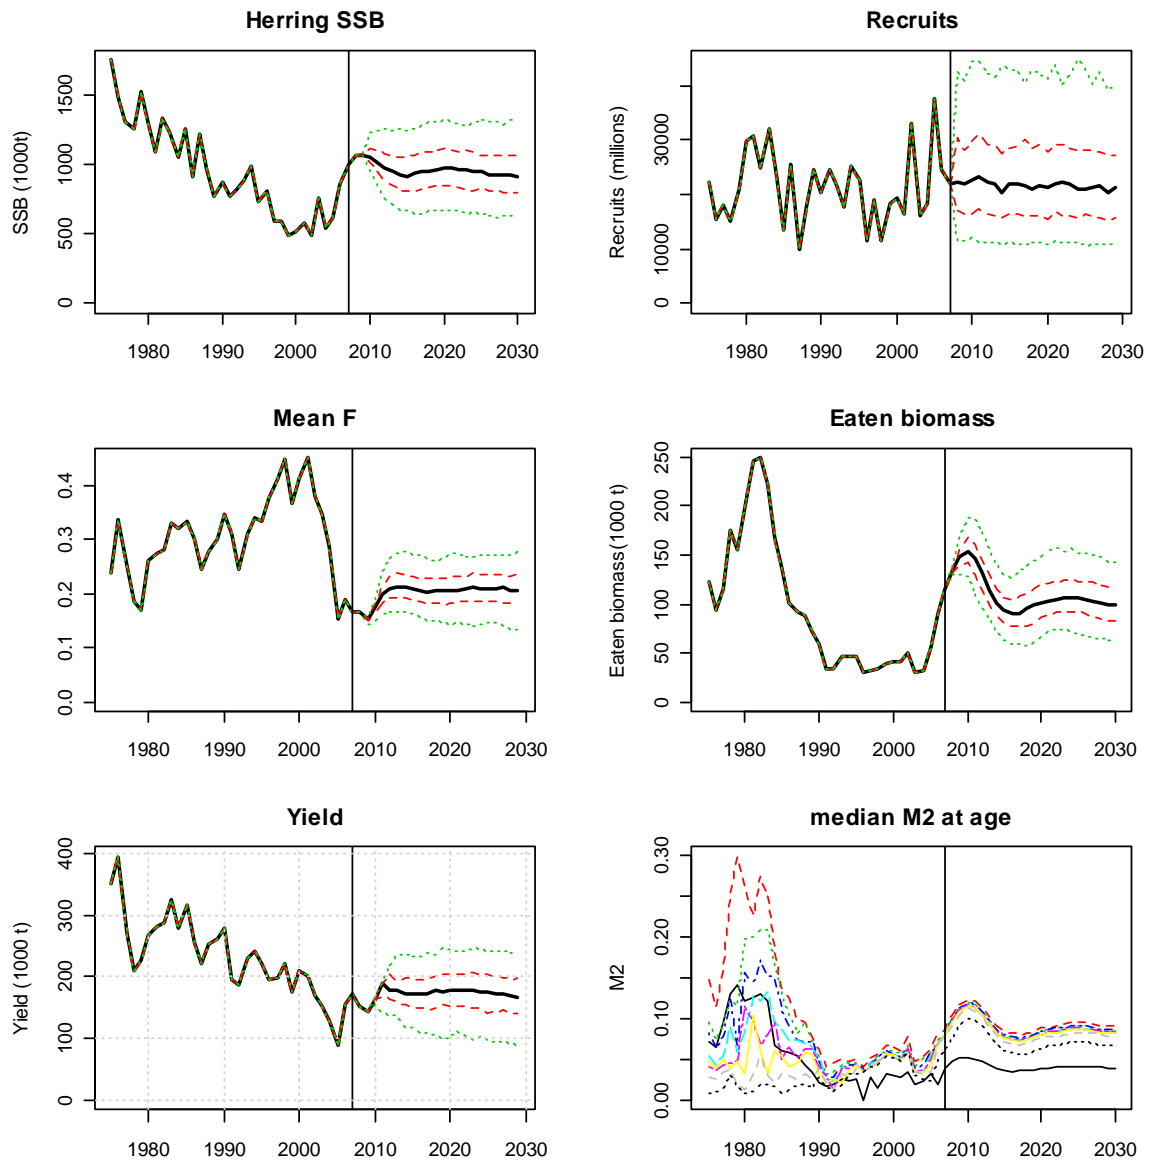 Herring SSB
SSB (1000t)
0 500 1000 1500
1980 1990 2000 2010 2020 2030
Recruits
Recruits (millions)
0 10000 30000
1980 1990 2000 2010 2020 2030
Mean F
0.0 0.1 0.2 0.3 0.4
1980 1990 2000 2010 2020 2030
Eaten biomass
Eaten biomass (1000 t)
0 50 100 150 200 250
1980 1990 2000 2010 2020 2030
Yield
Yield (1000 t)
0 100 200 300 400
1980 1990 2000 2010 2020 2030
median M2 at age
M2
0.00 0.10 0.20 0.30
1980 1990 2000 2010 2020 2030